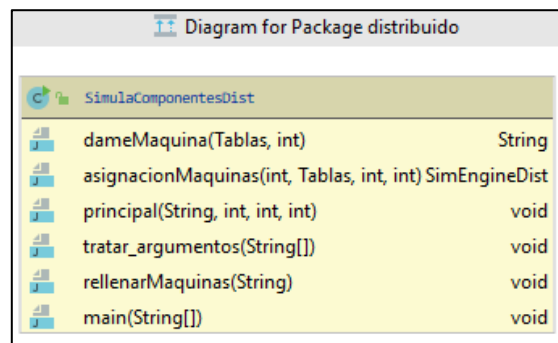 Diagram for Package distribuido
SimulaComponentesDist
dameMaquina(Tablas, int) String
asignacionMaquinas(int, Tablas, int, int) SimEngineDist
principal(String, int, int, int) void
tratar_argumentos(String[]) void
rellenarMaquinas(String) void
main(String[]) void